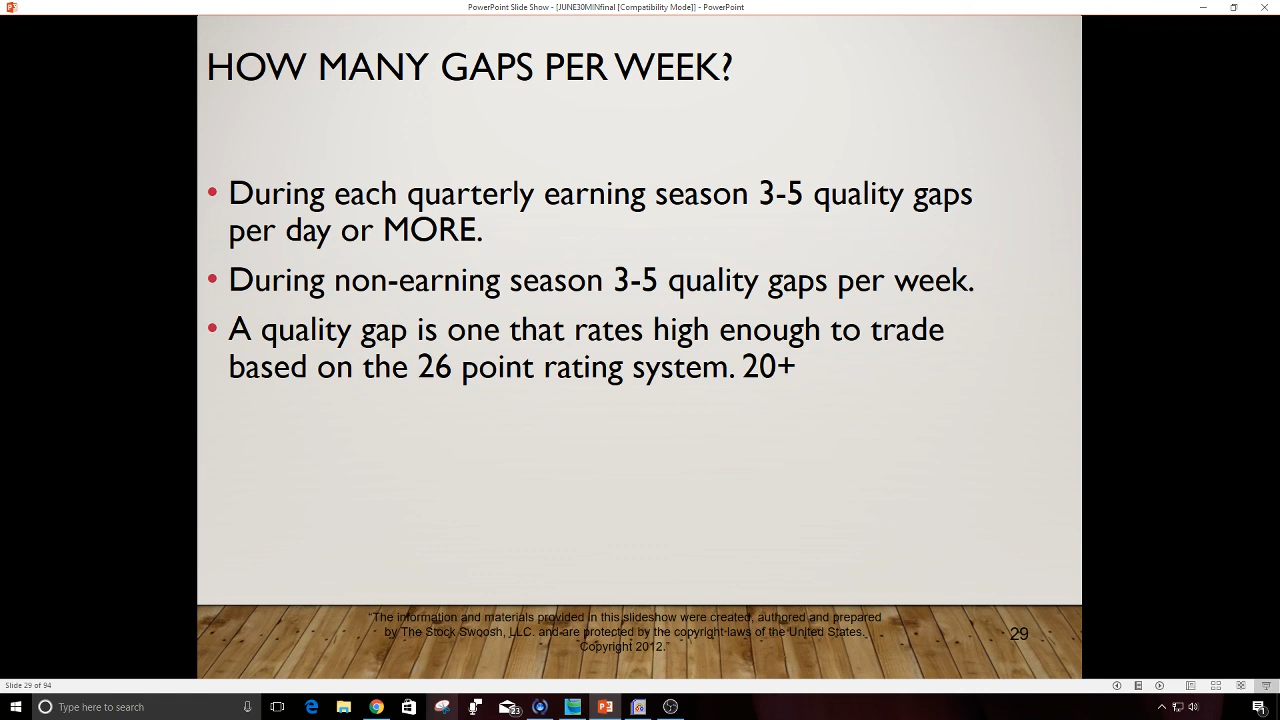 PowerPoint Slide Show - [JUNE30MINfinal [Compatibility Mode]] - PowerPoint
HOW MANY GAPS PER WEEK?
• During each quarterly earning season 3-5 quality gaps
per day or MORE.
• During non-earning season 3-5 quality gaps per week.
• A quality gap is one that rates high enough to trade
based on the 26 point rating system. 20+
“The information and materials provided in this slideshow were created, authored and prepared
by The Stock Swoosh, LLC. and are protected by the copyright laws of the United States.
Copyright 2012.”
29
Slide 29 of 94
Type here to search
23
1